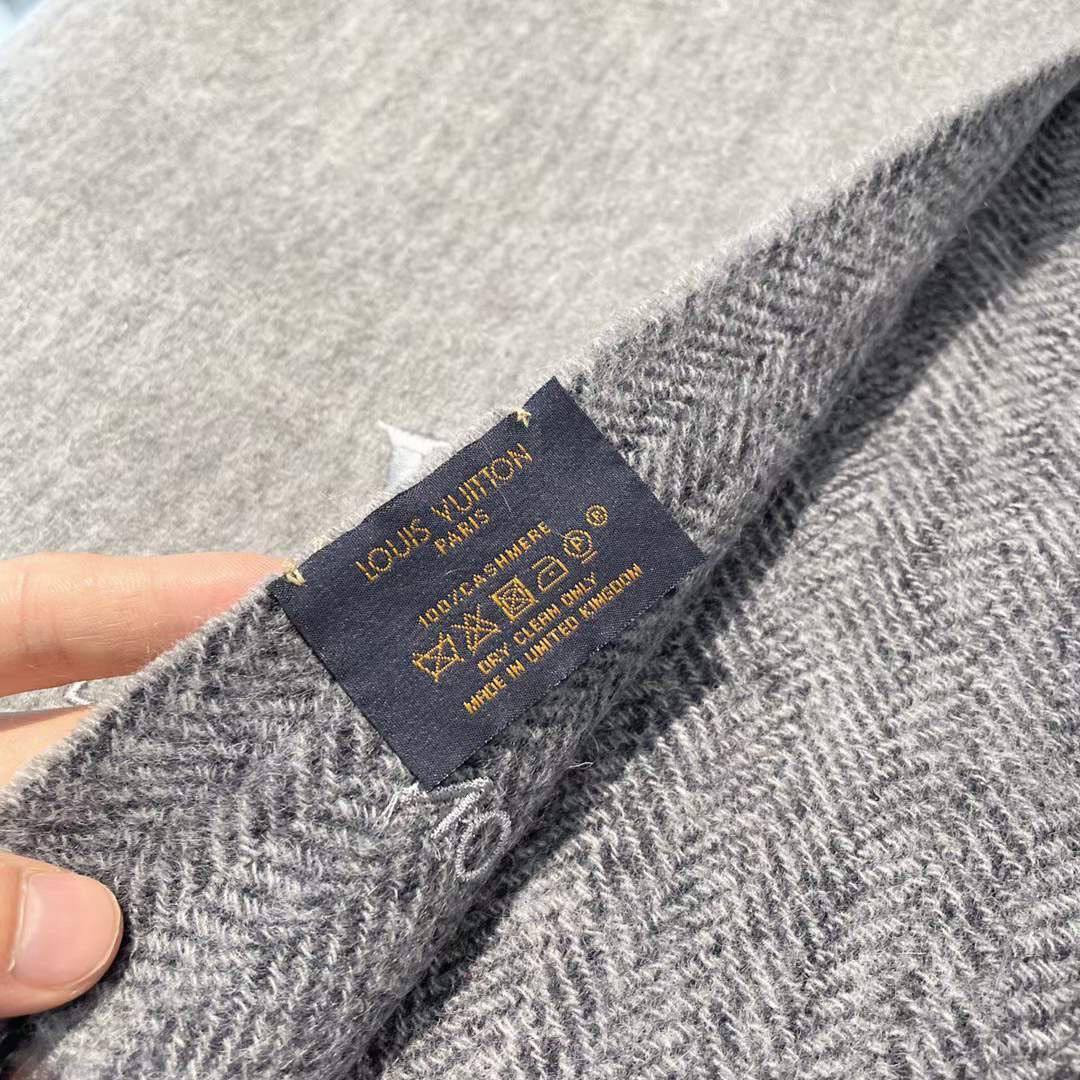 LOUIS VUITTON
PARIS
100% CASHMERE
P ®
DRY CLEAN ONLY
MADE IN UNITED KINGDOM